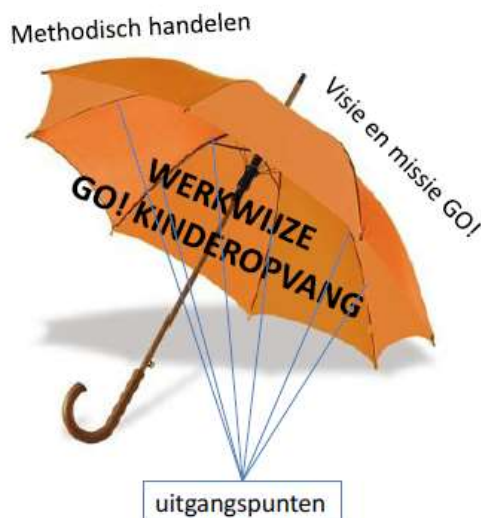 Methodisch handelen
Visie en missie GO!
WERKWIJZE
GO! KINDEROPVANG
uitgangspunten